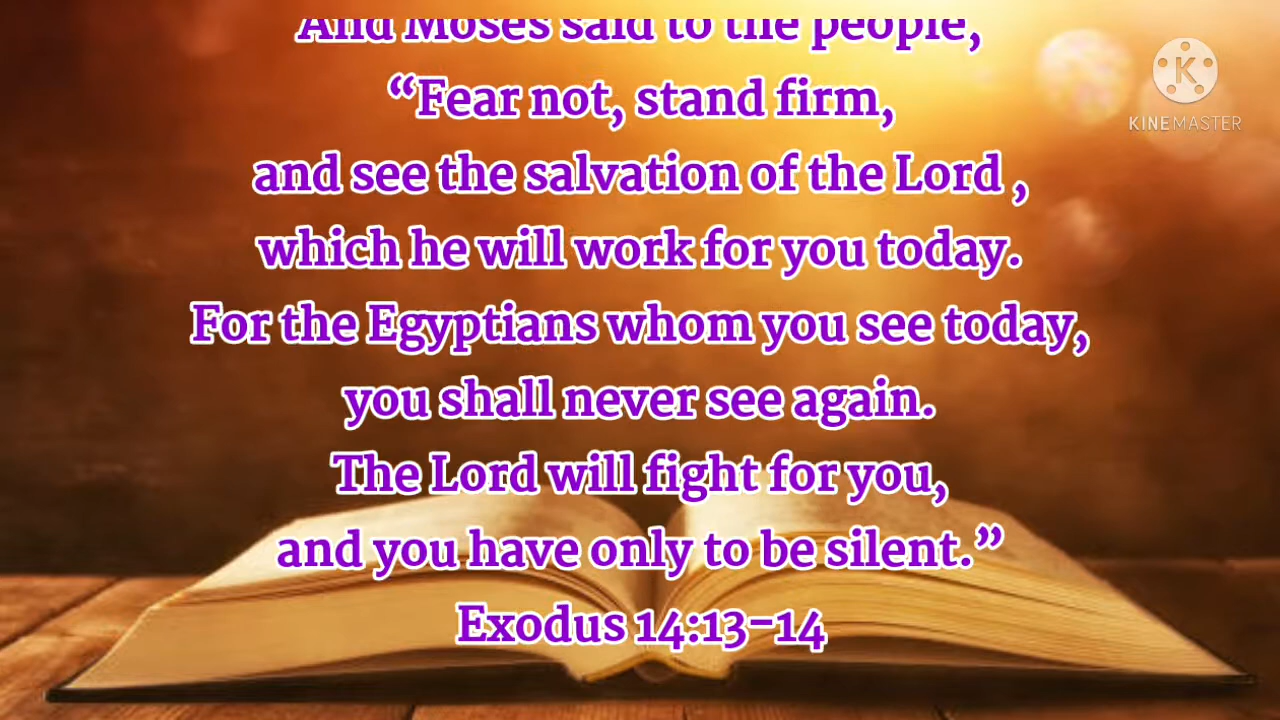 And Moses said to the people,
“Fear not, stand firm,
and see the salvation of the Lord ,
which he will work for you today.
For the Egyptians whom you see today,
you shall never see again.
The Lord will fight for you,
and you have only to be silent.”
Exodus 14:13-14
K
KINEMASTER